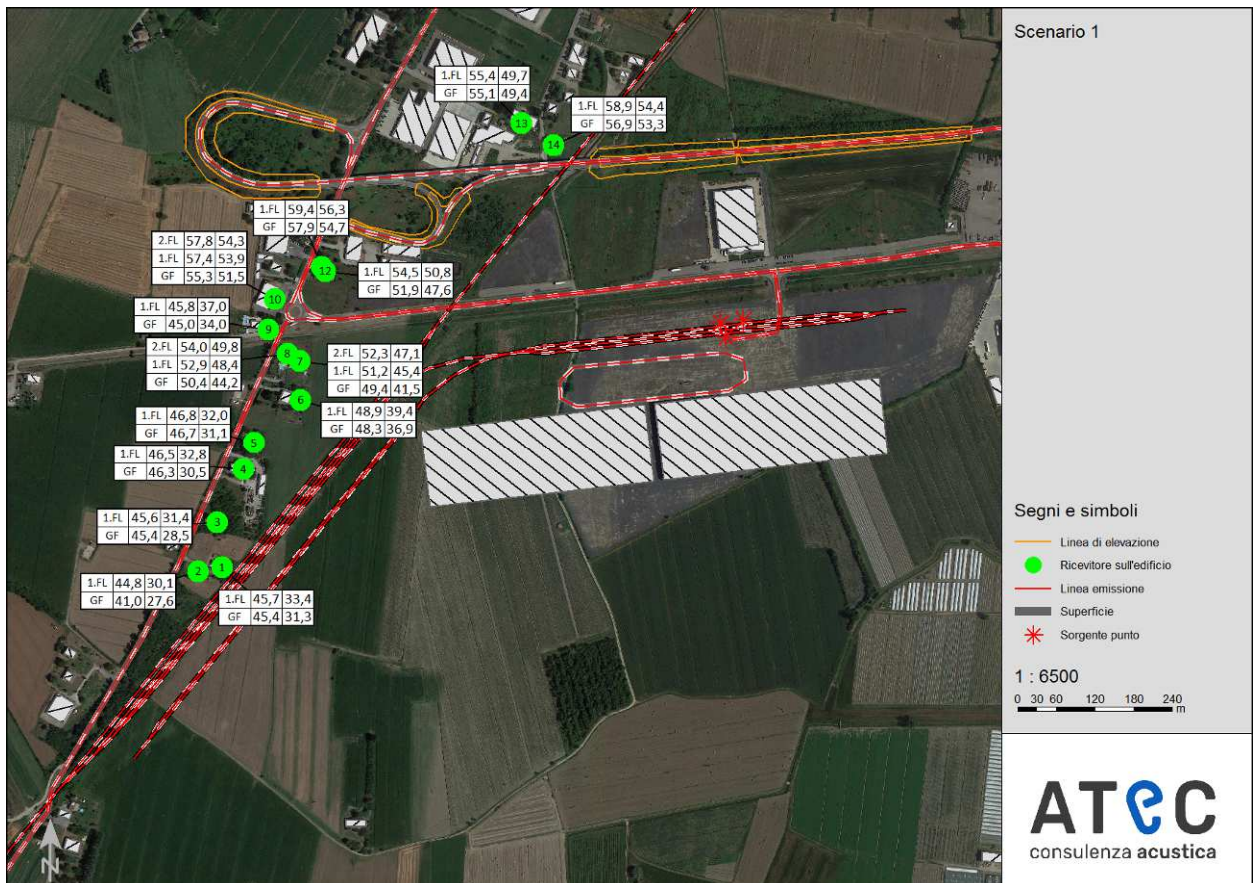 Scenario 1
1.FL 55,4 49,7
GF 55,1 49,4
13
1.FL 58,9 54,4
GF 56,9 53,3
14
1.FL 59,4 56,3
GF 57,9 54,7
2.FL 57,8 54,3
1.FL 57,4 53,9
GF 55,3 51,5
12
1.FL 54,5 50,8
GF 51,9 47,6
10
1.FL 45,8 37,0
GF 45,0 34,0
9
2.FL 54,0 49,8
1.FL 52,9 48,4
GF 50,4 44,2
8
7
2.FL 52,3 47,1
1.FL 51,2 45,4
GF 49,4 41,5
6
1.FL 48,9 39,4
GF 48,3 36,9
1.FL 46,8 32,0
GF 46,7 31,1
5
1.FL 46,5 32,8
GF 46,3 30,5
4
1.FL 45,6 31,4
GF 45,4 28,5
3
1.FL 44,8 30,1
GF 41,0 27,6
2
1
1.FL 45,7 33,4
GF 45,4 31,3
N
Segni e simboli
Linea di elevazione
Ricevitore sull'edificio
Linea emissione
Superficie
Sorgente punto
1 : 6500
0 30 60 120 180 240
m
ATeC
consulenza acustica